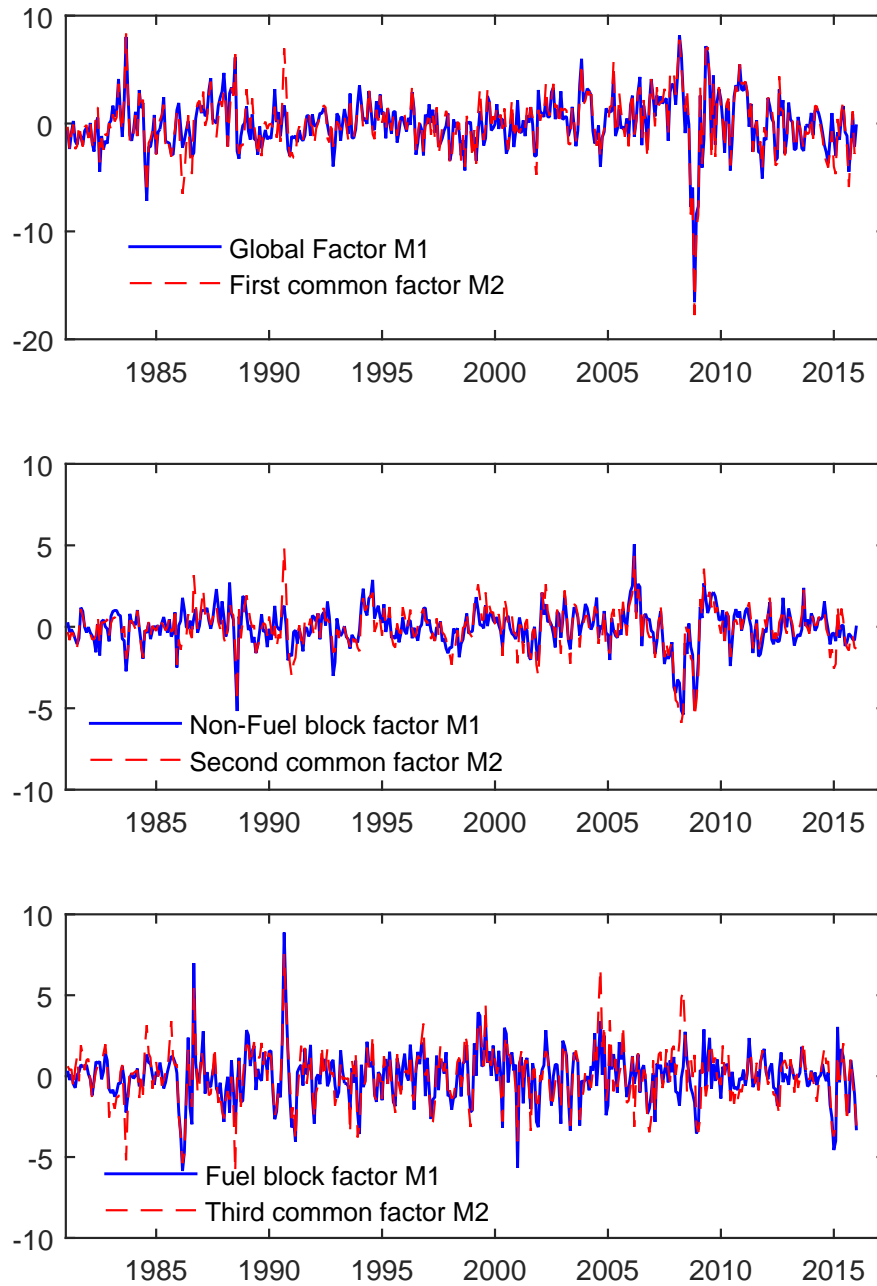 10
0
-10
-20
Global Factor M1
First common factor M2
1985 1990 1995 2000 2005 2010 2015
10
5
0
-5
-10
Non-Fuel block factor M1
Second common factor M2
1985 1990 1995 2000 2005 2010 2015
10
5
0
-5
-10
Fuel block factor M1
Third common factor M2
1985 1990 1995 2000 2005 2010 2015